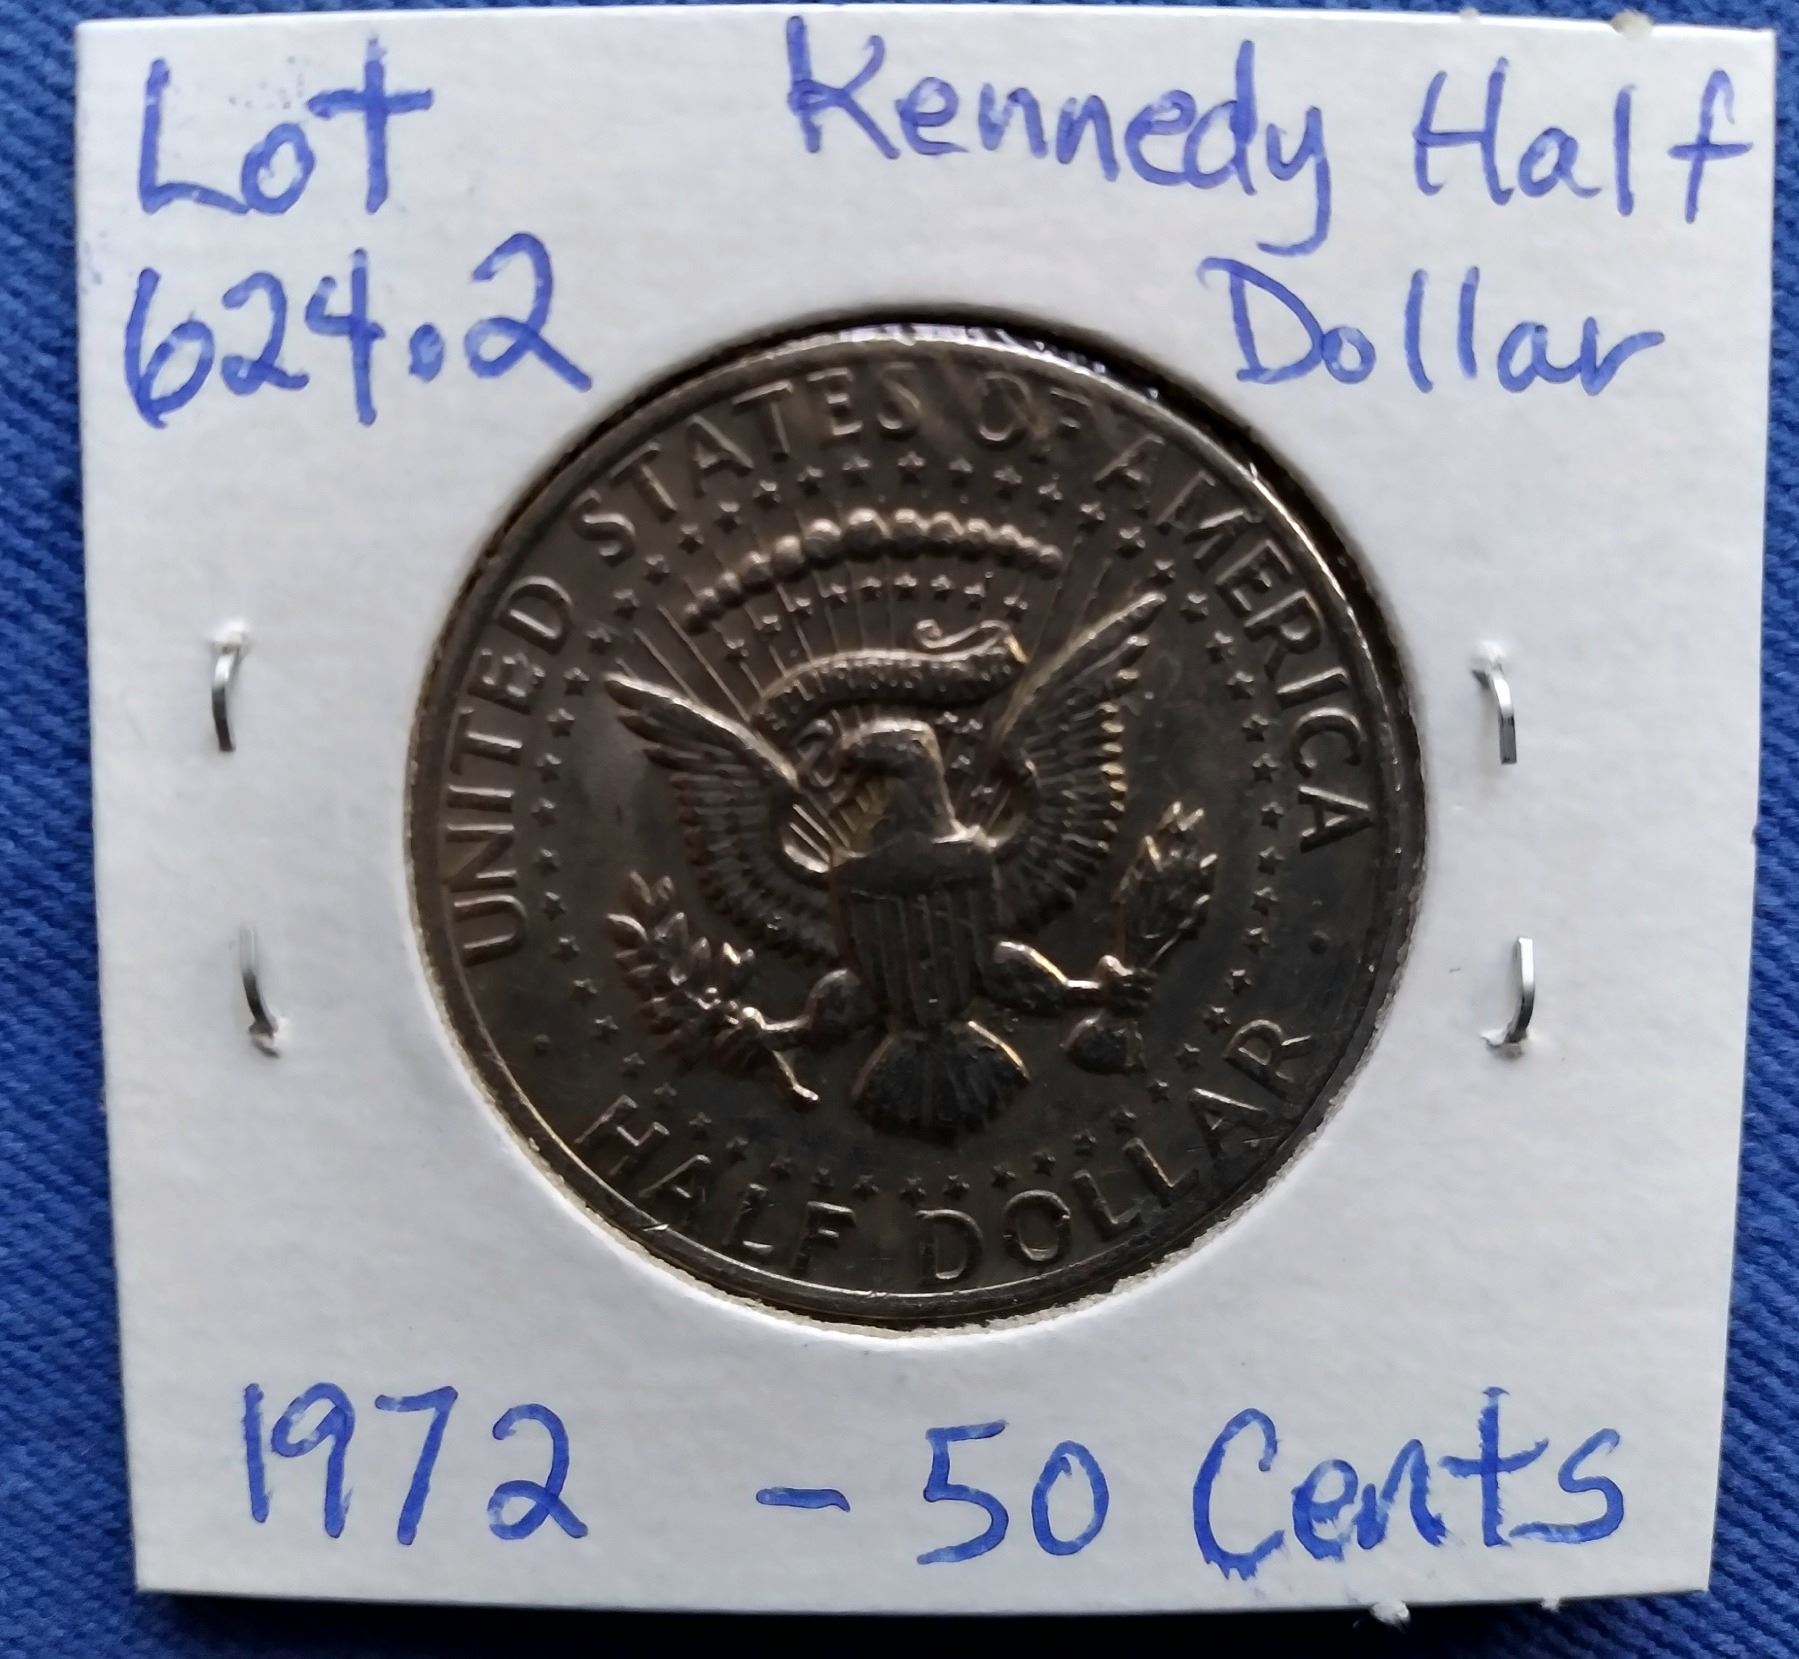 Lot
624.2
Kennedy Half
Dollar
UNITED STATES OF AMERICA
HALF DOLLAR
1972 - 50 Cents